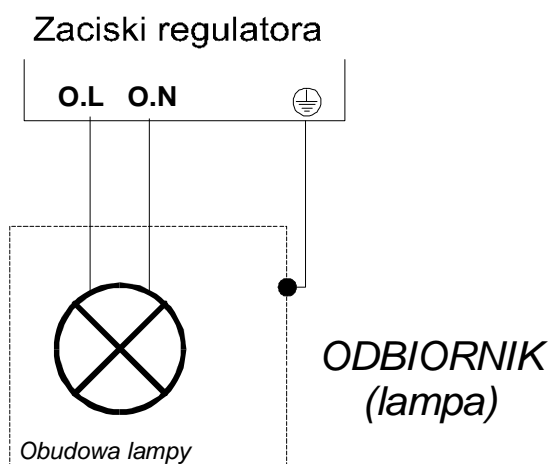 Zaciski regulatora
O.L O.N
ODBIORNIK
(lampa)
Obudowa lampy